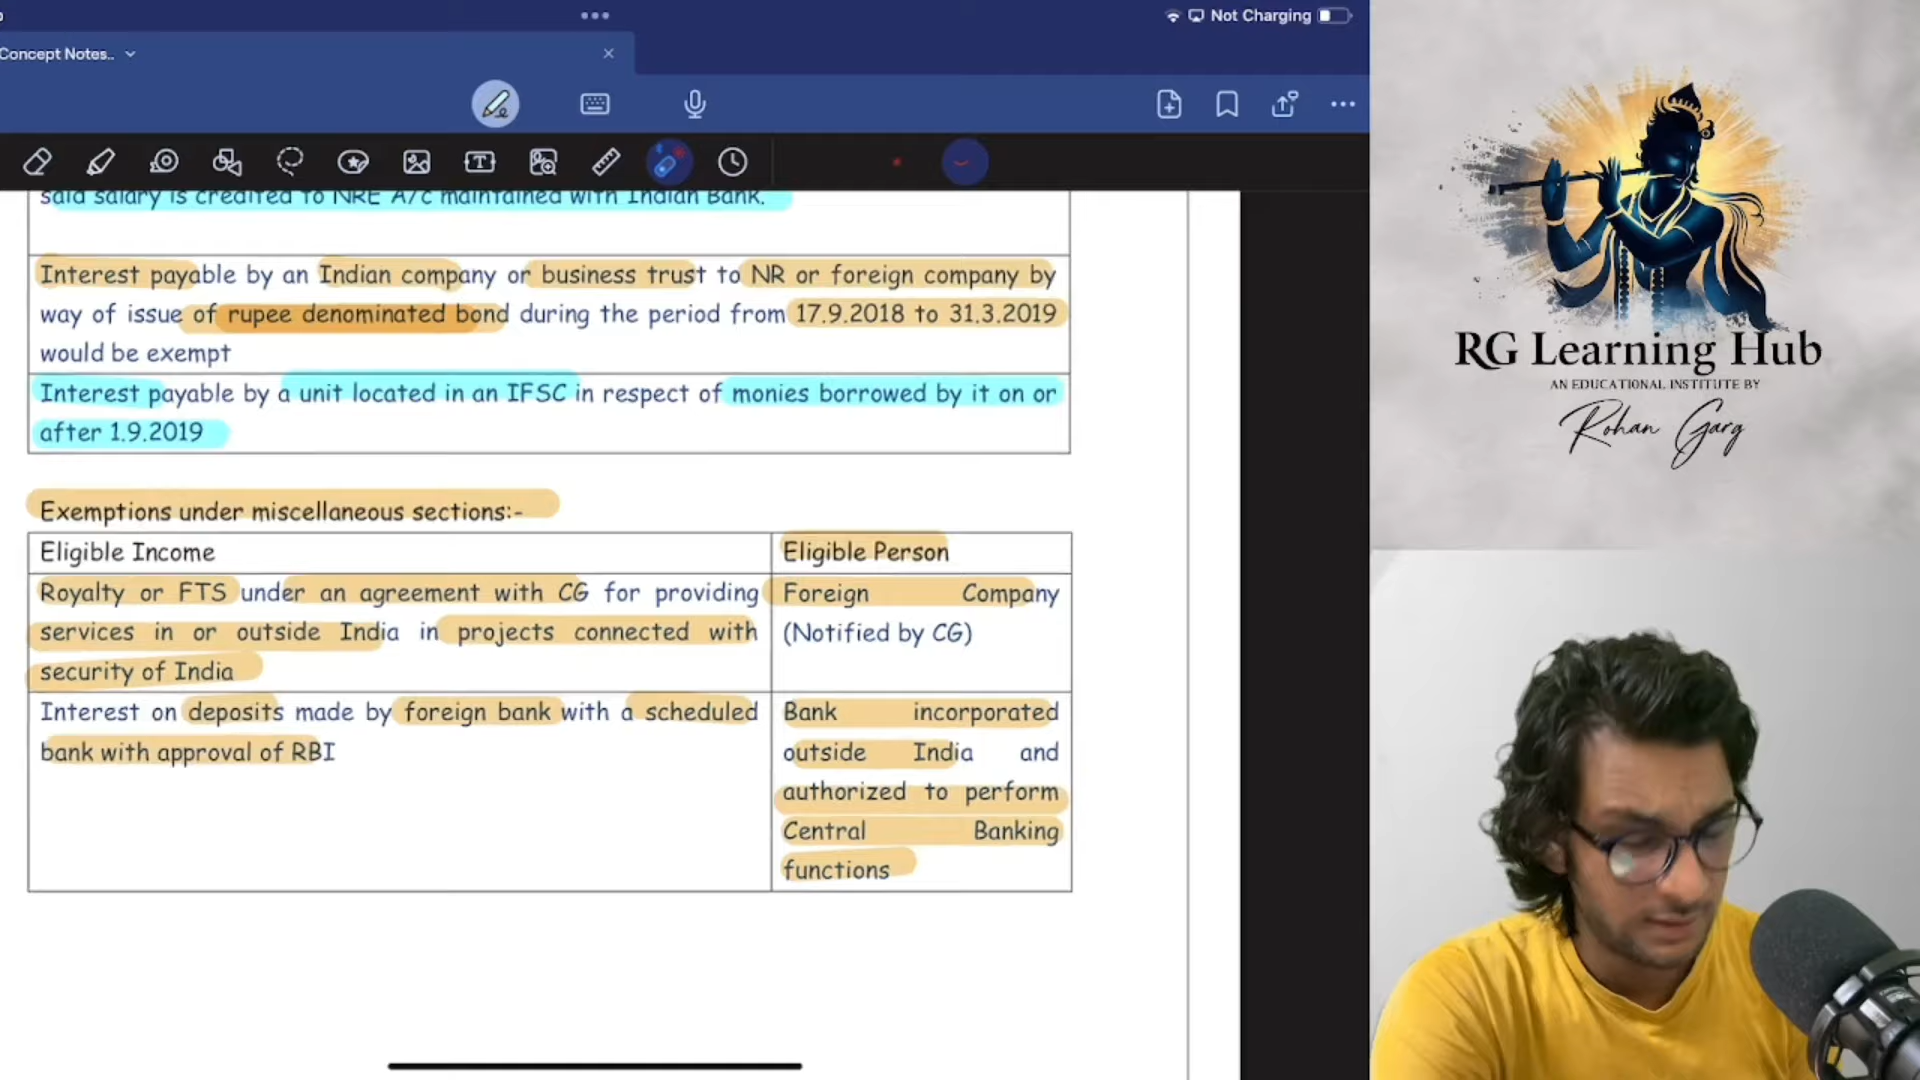 Not Charging
Concept Notes..
said salary is credited to NRE A/c maintained with Indian Bank.
Interest payable by an Indian company or business trust to NR or foreign company by
way of issue of rupee denominated bond during the period from 17.9.2018 to 31.3.2019
would be exempt
Interest payable by a unit located in an IFSC in respect of monies borrowed by it on or
after 1.9.2019
Exemptions under miscellaneous sections:-
Eligible Income
Eligible Person
Royalty or FTS under an agreement with CG for providing
services in or outside India in projects connected with
security of India
Foreign Company
(Notified by CG)
Interest on deposits made by foreign bank with a scheduled
bank with approval of RBI
Bank incorporated
outside India and
authorized to perform
Central Banking
functions
RG Learning Hub
AN EDUCATIONAL INSTITUTE BY
Rohan Garg